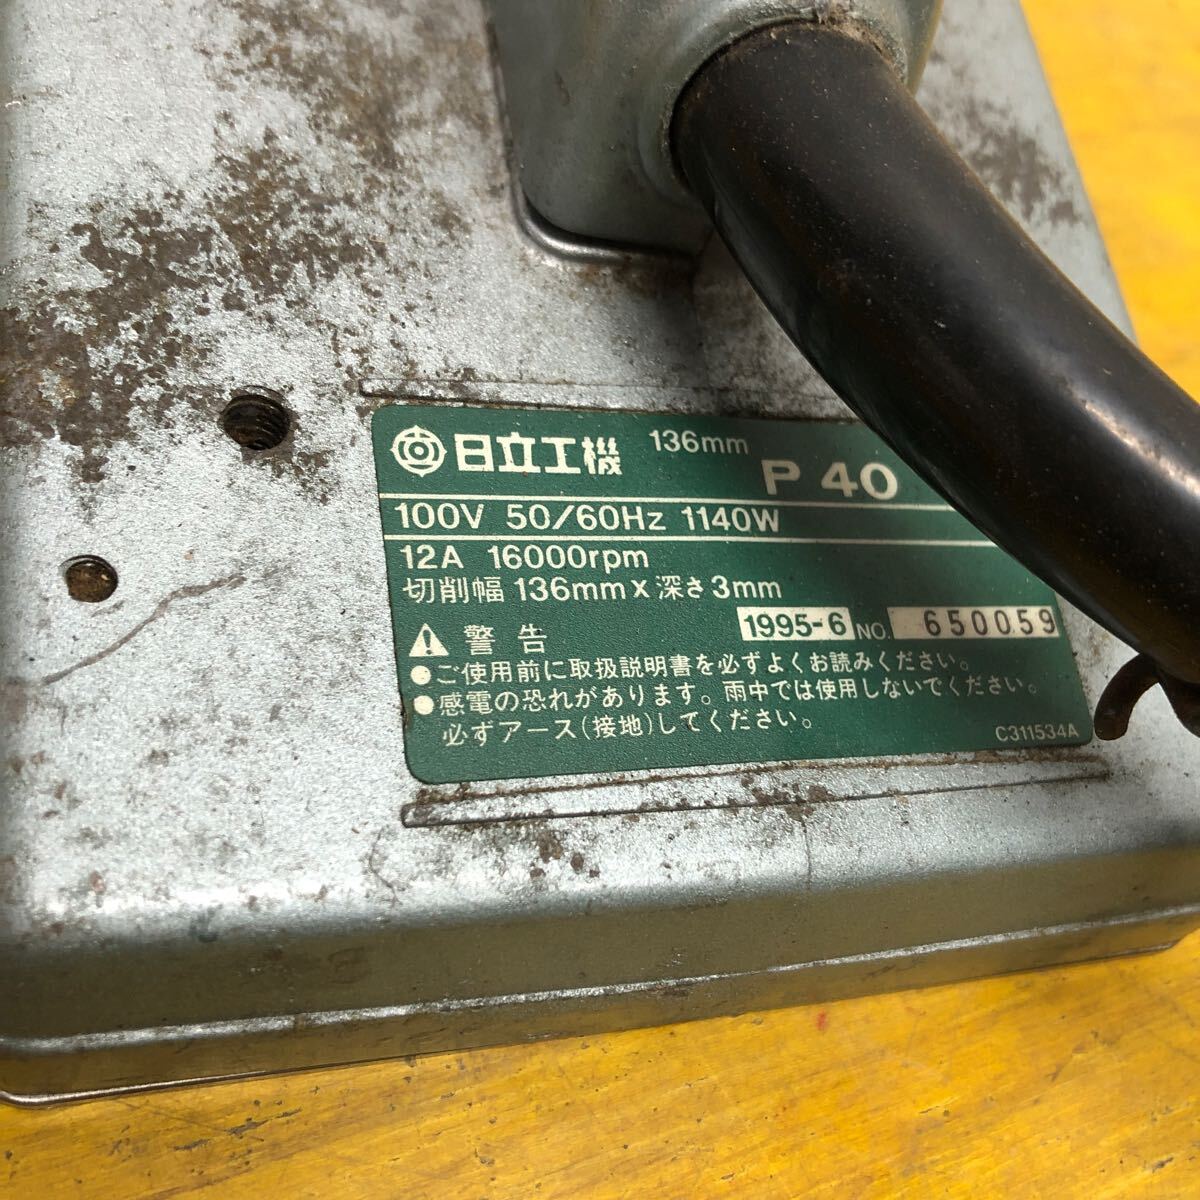 日立工機 136mm P 40
100V 50/60Hz 1140W
12A 16000rpm
切削幅 136mm x 深さ 3mm
1995-6 NO. 650059
警告
●ご使用前に取扱説明書を必ずよくお読みください。
●感電の恐れがあります。雨中では使用しないでください。
必ずアース(接地)してください。
C311534A